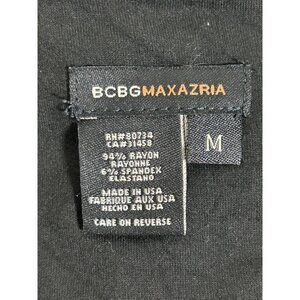 BCBGMAXAZRIA
M
RN#80734
CA#31458
94% RAYON
RAYONNE
6% SPANDEX
ELASTANO
MADE IN USA
FABRIQUE AUX USA
HECHO EN USA
CARE ON REVERSE